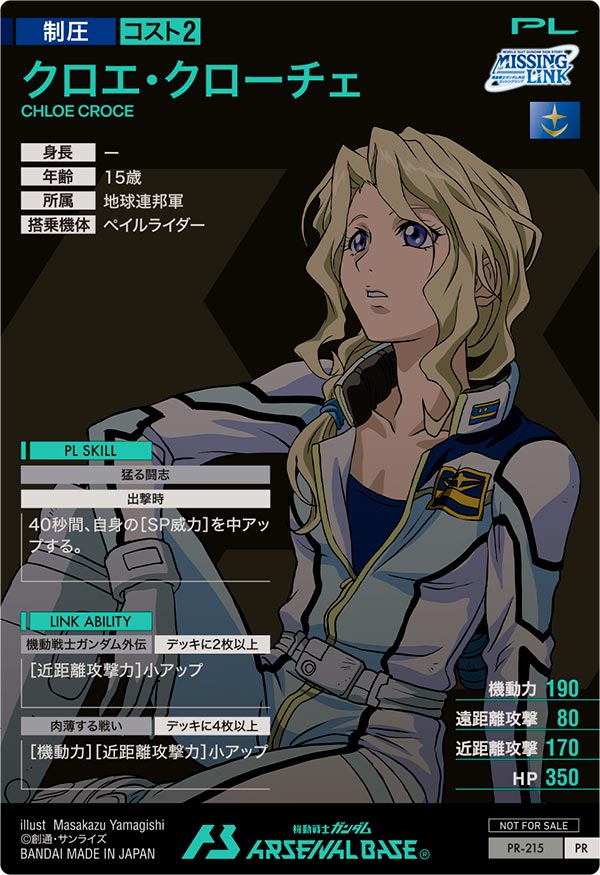 制圧 コスト2
PL
クロエ・クローチェ
CHLOE CROCE
MOBILE SUIT GUNDAM SIDE STORY
MISSING LINK
身長 ー
年齢 15歳
所属 地球連邦軍
搭乗機体 ペイルライダー
PL SKILL
猛る闘志
出撃時
40秒間、自身の[SP威力]を中アッ
プする。
LINK ABILITY
機動戦士ガンダム外伝 デッキに2枚以上
[近距離攻撃力]小アップ
肉薄する戦い デッキに4枚以上
[機動力][近距離攻撃力]小アップ
機動力 190
遠距離攻撃 80
近距離攻撃 170
HP 350
illust Masakazu Yamagishi
©創通・サンライズ
BANDAI MADE IN JAPAN
機動戦士ガンダム
AB ARSENAL BASE®
NOT FOR SALE
PR-215 PR